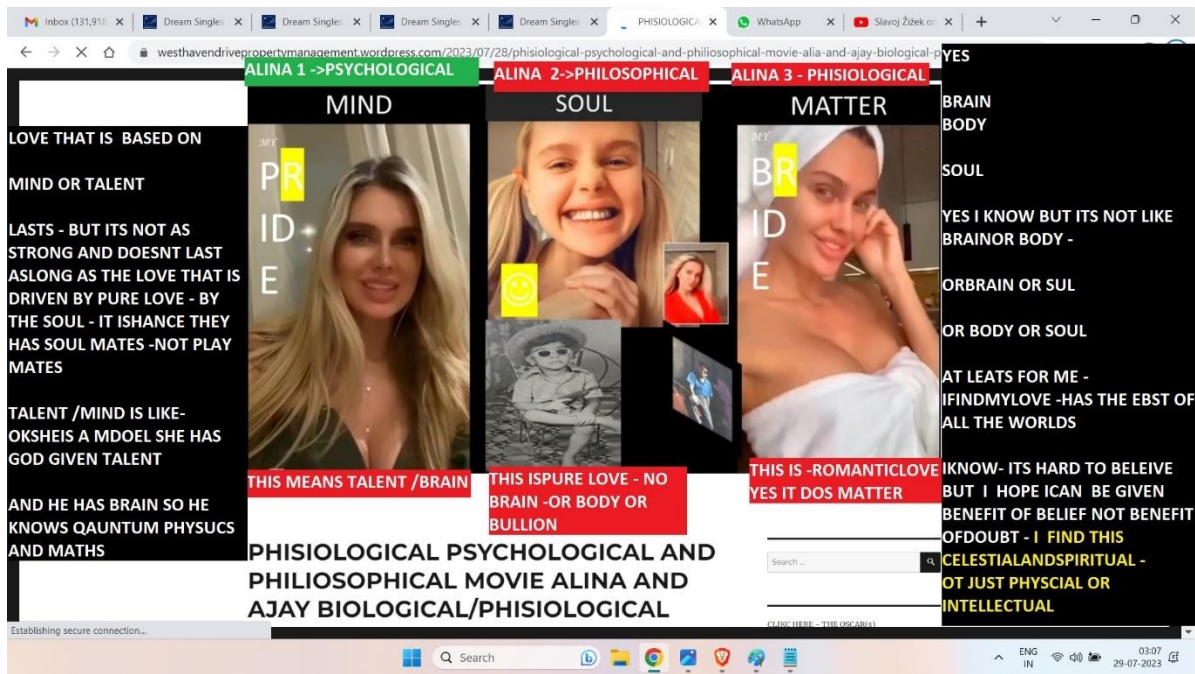 Inbox (131,918
Dream Singles
Dream Singles
Dream Singles
Dream Singles
PHISIOLOGICA
WhatsApp
Slavoj Žižek on
westhavendrivepropertymanagement.wordpress.com/2023/07/28/phisiological-psychological-and-philiosophical-movie-alia-and-ajay-biological-p
ALINA 1 ->PSYCHOLOGICAL
ALINA 2->PHILOSOPHICAL
ALINA 3 - PHISIOLOGICAL
MIND
SOUL
MATTER
LOVE THAT IS BASED ON
MIND OR TALENT
LASTS - BUT ITS NOT AS
STRONG AND DOESNT LAST
ASLONG AS THE LOVE THAT IS
DRIVEN BY PURE LOVE - BY
THE SOUL - IT ISHANCE THEY
HAS SOUL MATES -NOT PLAY
MATES
TALENT /MIND IS LIKE-
OKSHEIS A MDOEL SHE HAS
GOD GIVEN TALENT
AND HE HAS BRAIN SO HE
KNOWS QAUNTUM PHYSUCS
AND MATHS
MY
PR
ID
E
MY
BR
ID
E
THIS MEANS TALENT /BRAIN
THIS ISPURE LOVE - NO
BRAIN -OR BODY OR
BULLION
THIS IS -ROMANTICLOVE
YES IT DOS MATTER
YES
BRAIN
BODY
SOUL
YES I KNOW BUT ITS NOT LIKE
BRAINOR BODY -
ORBRAIN OR SUL
OR BODY OR SOUL
AT LEATS FOR ME -
IFINDMYLOVE -HAS THE EBST OF
ALL THE WORLDS
IKNOW- ITS HARD TO BELEIVE
BUT I HOPE ICAN BE GIVEN
BENEFIT OF BELIEF NOT BENEFIT
OFDOUBT - I FIND THIS
CELESTIALANDSPIRITUAL -
OT JUST PHYSCIAL OR
INTELLECTUAL
PHISIOLOGICAL PSYCHOLOGICAL AND
PHILIOSOPHICAL MOVIE ALINA AND
AJAY BIOLOGICAL/PHISIOLOGICAL
Search ...
CLIKC HERE - THE OSCAR(s)
Establishing secure connection...
Search
ENG
IN
03:07
29-07-2023